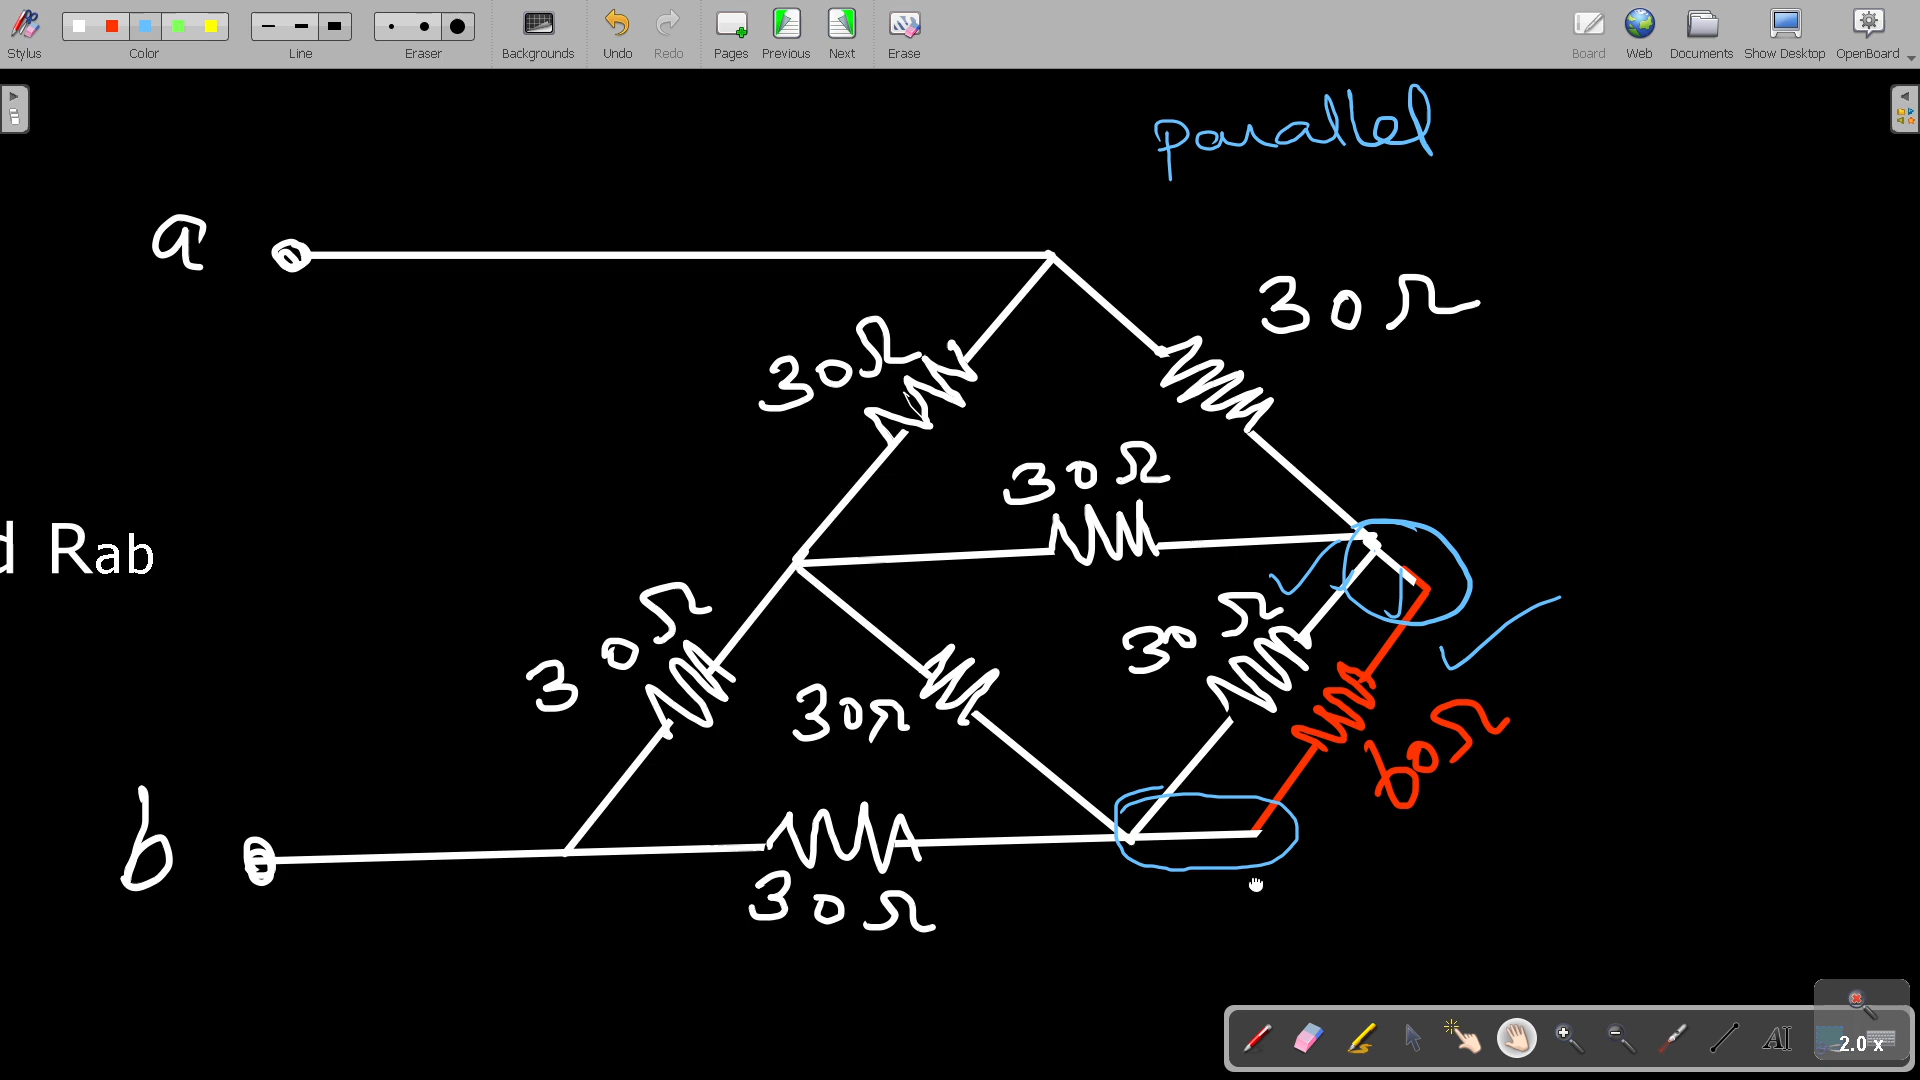 Stylus
Color
Line
Eraser
Backgrounds
Undo
Redo
Pages
Previous
Next
Erase
Board
Web
Documents
Show Desktop
OpenBoard
parallel
a
30Ω
30Ω
30Ω
d Rab
30Ω
30Ω
30Ω
60Ω
b
30Ω
AI
2.0 x